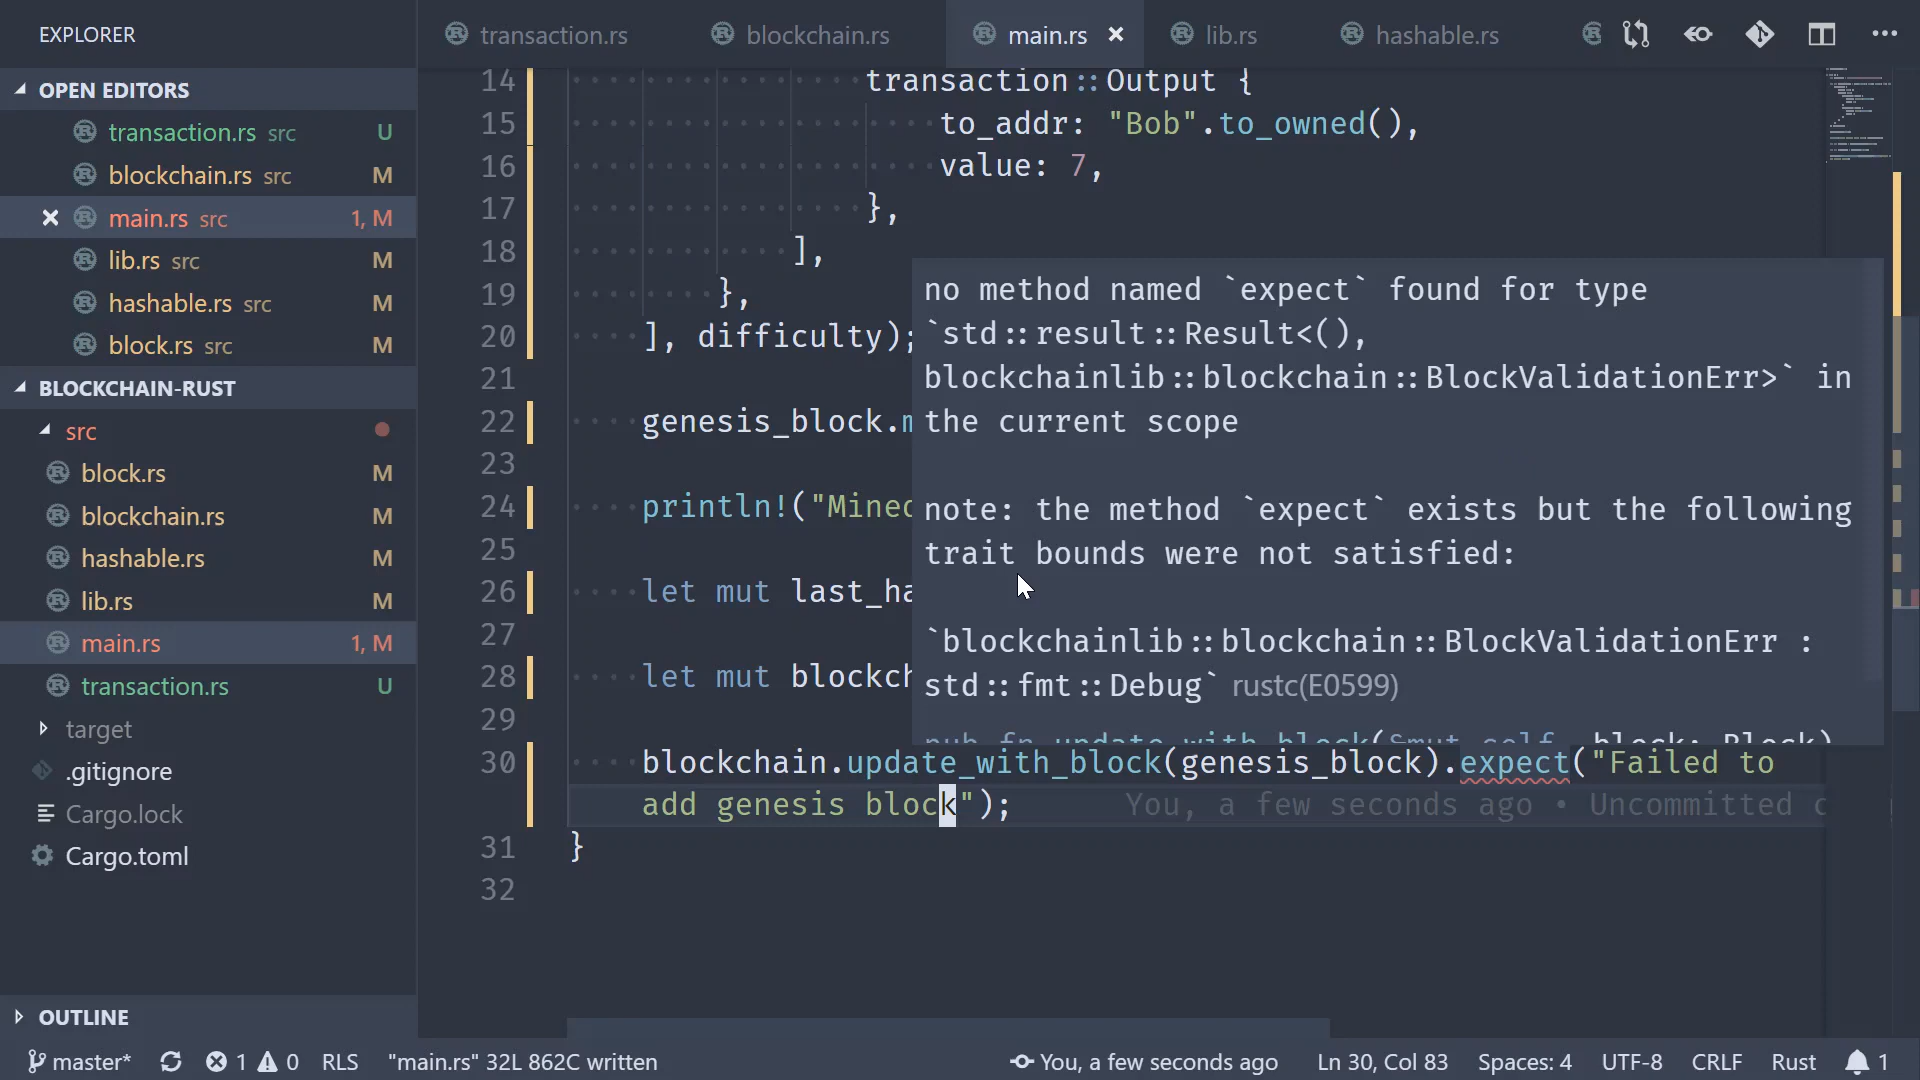 EXPLORER
transaction.rs
blockchain.rs
main.rs
lib.rs
hashable.rs
OPEN EDITORS
transaction.rs src U
blockchain.rs src M
main.rs src 1, M
lib.rs src M
hashable.rs src M
block.rs src M
BLOCKCHAIN-RUST
src
block.rs M
blockchain.rs M
hashable.rs M
lib.rs M
main.rs 1, M
transaction.rs U
target
.gitignore
Cargo.lock
Cargo.toml
OUTLINE
14 transaction::Output {
15 to_addr: "Bob".to_owned(),
16 value: 7,
17 },
18 ],
19 },
20 ], difficulty);
21
22 genesis_block.m
23
24 println!("Mined
25
26 let mut last_ha
27
28 let mut blockch
29
no method named `expect` found for type
`std::result::Result<(),
blockchainlib::blockchain::BlockValidationErr>` in
the current scope
note: the method `expect` exists but the following
trait bounds were not satisfied:
`blockchainlib::blockchain::BlockValidationErr :
std::fmt::Debug` rustc(E0599)
pub fn update_with_block(&mut self, block: Block)
30 blockchain.update_with_block(genesis_block).expect("Failed to
add genesis block"); You, a few seconds ago • Uncommitted c
31 }
32
master* 1 0 RLS "main.rs" 32L 862C written You, a few seconds ago Ln 30, Col 83 Spaces: 4 UTF-8 CRLF Rust 1